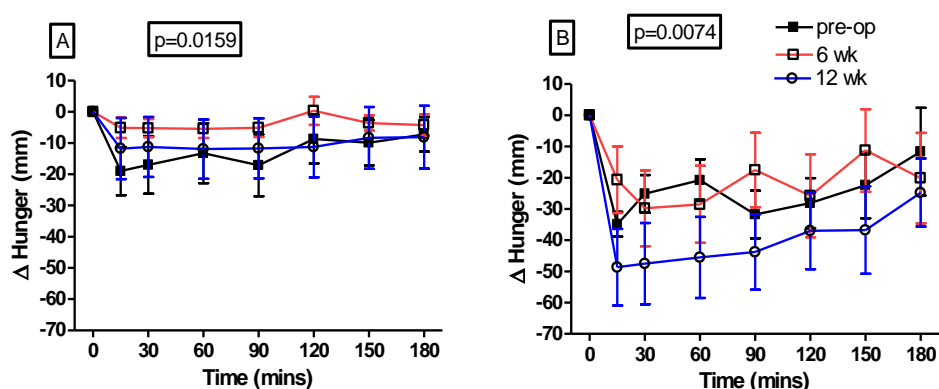 A
p=0.0159
10
0
-10
-20
-30
-40
-50
-60
-70
Δ Hunger (mm)
0 30 60 90 120 150 180
Time (mins)
B
p=0.0074
pre-op
6 wk
12 wk
20
10
0
-10
-20
-30
-40
-50
-60
-70
Δ Hunger (mm)
0 30 60 90 120 150 180
Time (mins)